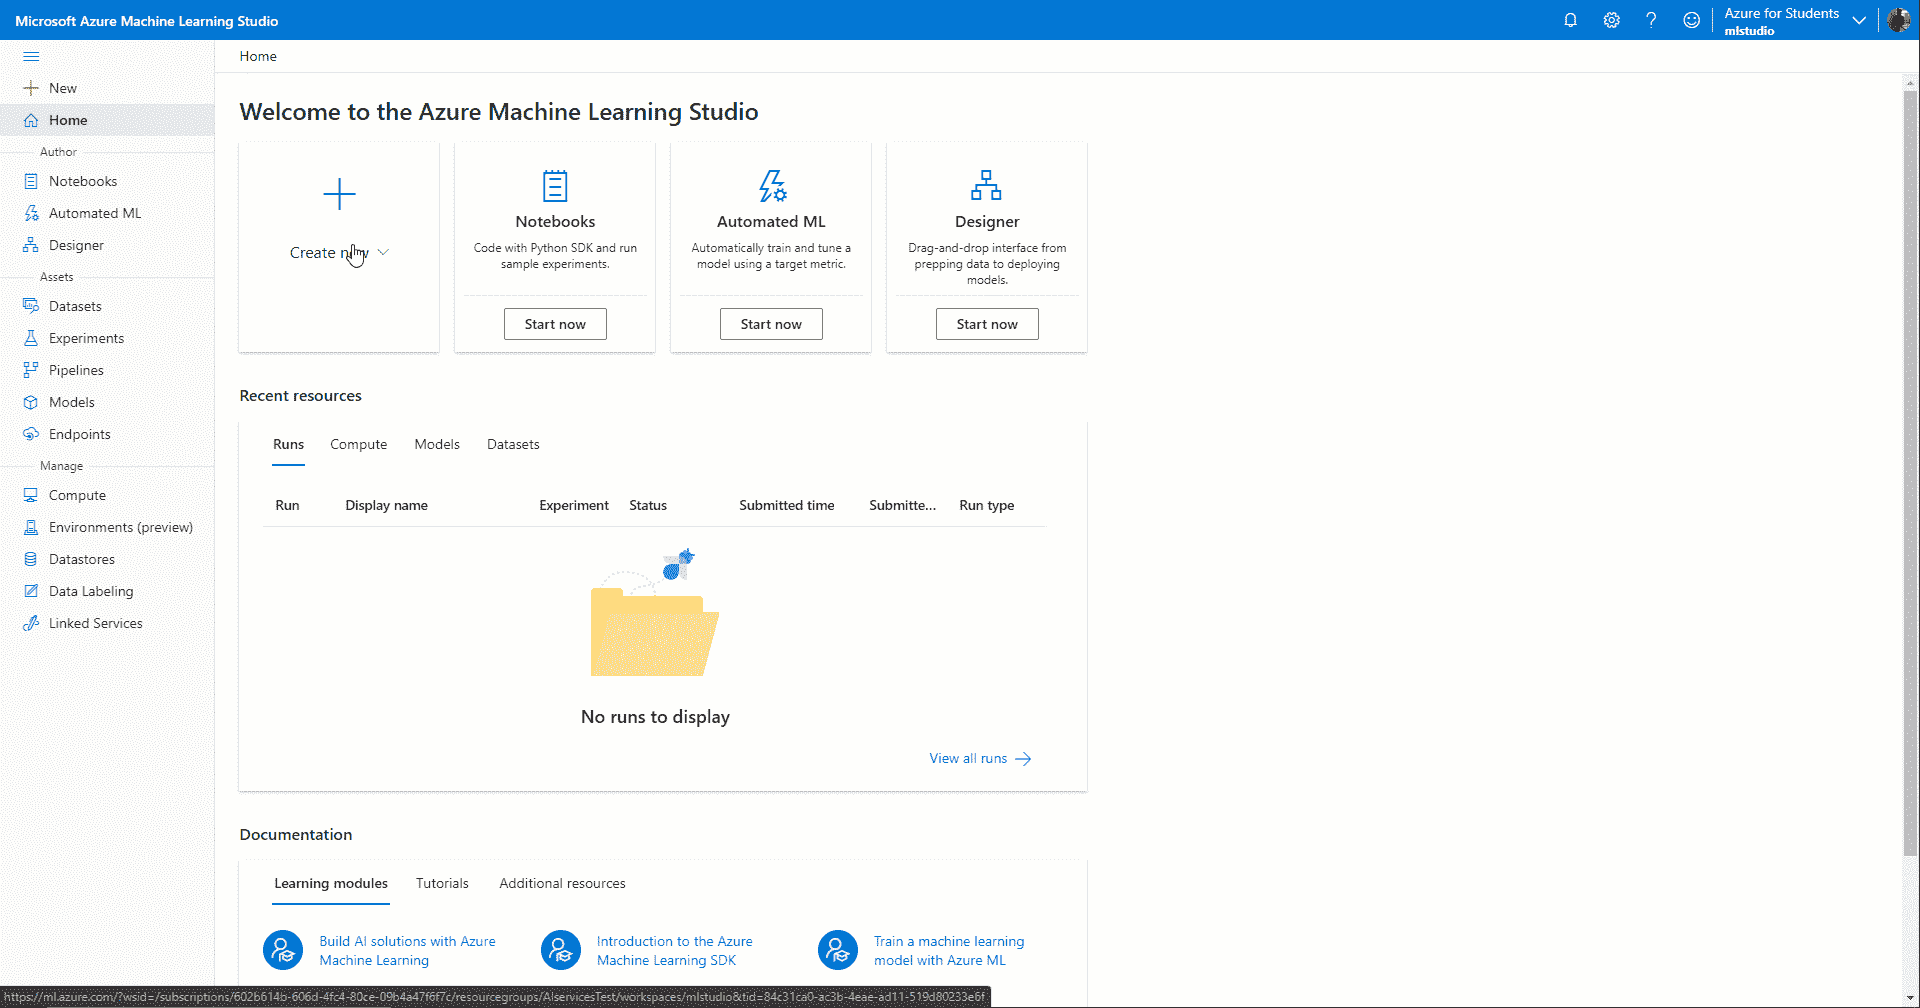 Microsoft Azure Machine Learning Studio
Azure for Students
mlstudio
New
Home
Author
Notebooks
Automated ML
Designer
Assets
Datasets
Experiments
Pipelines
Models
Endpoints
Manage
Compute
Environments (preview)
Datastores
Data Labeling
Linked Services
Home
Welcome to the Azure Machine Learning Studio
Create now
Notebooks
Code with Python SDK and run
sample experiments.
Start now
Automated ML
Automatically train and tune a
model using a target metric.
Start now
Designer
Drag-and-drop interface from
prepping data to deploying
models.
Start now
Recent resources
Runs Compute Models Datasets
Run Display name Experiment Status Submitted time Submitte... Run type
No runs to display
View all runs
Documentation
Learning modules Tutorials Additional resources
Build AI solutions with Azure
Machine Learning
Introduction to the Azure
Machine Learning SDK
Train a machine learning
model with Azure ML
https://ml.azure.com/?wsid=/subscriptions/602b614b-606d-4fc4-80ce-09b4a47f6f7c/resourcegroups/AIservicesTest/workspaces/mlstudio&tid=84c31ca0-ac3b-4eae-ad11-519d80233e6f